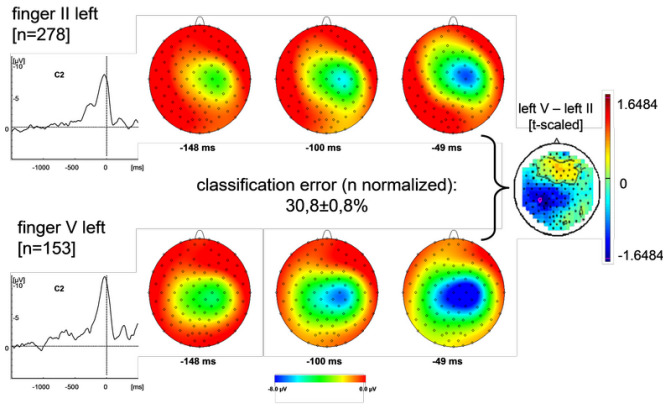 finger II left
[n=278]
[µV]
-10
C2
-5
0
-1000
-500
0
[ms]
-148 ms
-100 ms
-49 ms
left V – left II
[t-scaled]
1.6484
0
-1.6484
classification error (n normalized):
30,8±0,8%
finger V left
[n=153]
[µV]
-10
C2
-5
0
-1000
-500
0
[ms]
-148 ms
-100 ms
-49 ms
-8.0 µV
0.0 µV